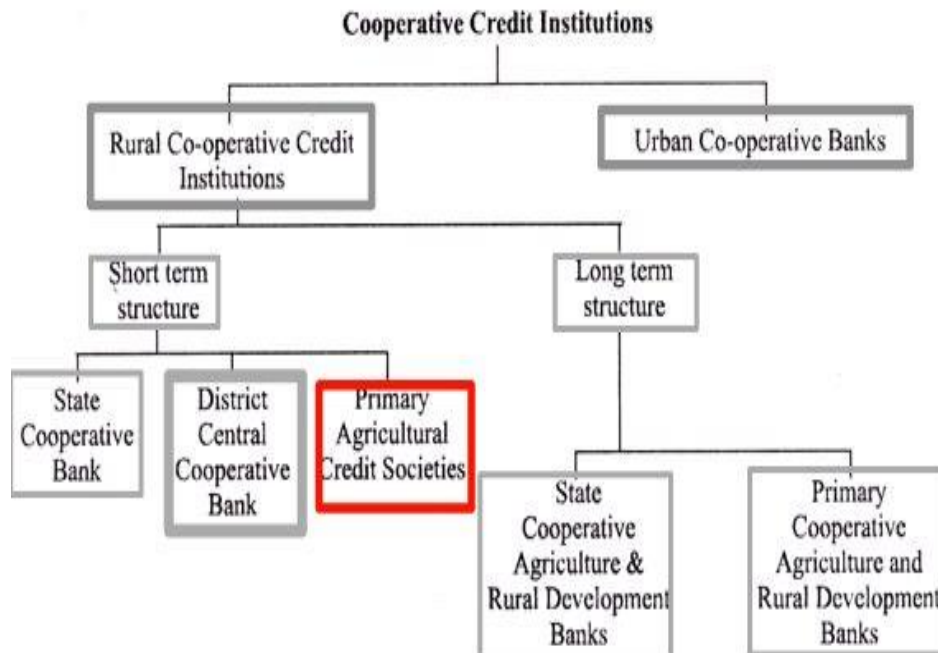 Cooperative Credit Institutions
Rural Co-operative Credit
Institutions
Urban Co-operative Banks
Short term
structure
Long term
structure
State
Cooperative
Bank
District
Central
Cooperative
Bank
Primary
Agricultural
Credit Societies
State
Cooperative
Agriculture &
Rural Development
Banks
Primary
Cooperative
Agriculture and
Rural Development
Banks